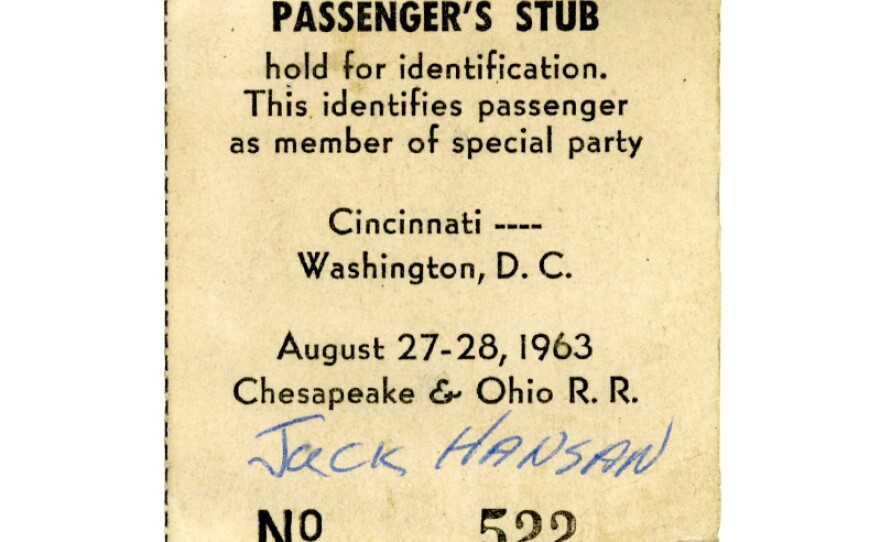 PASSENGER'S STUB
hold for identification.
This identifies passenger
as member of special party
Cincinnati ----
Washington, D. C.
August 27-28, 1963
Chesapeake & Ohio R. R.
Jack HANSAN
Nº 522